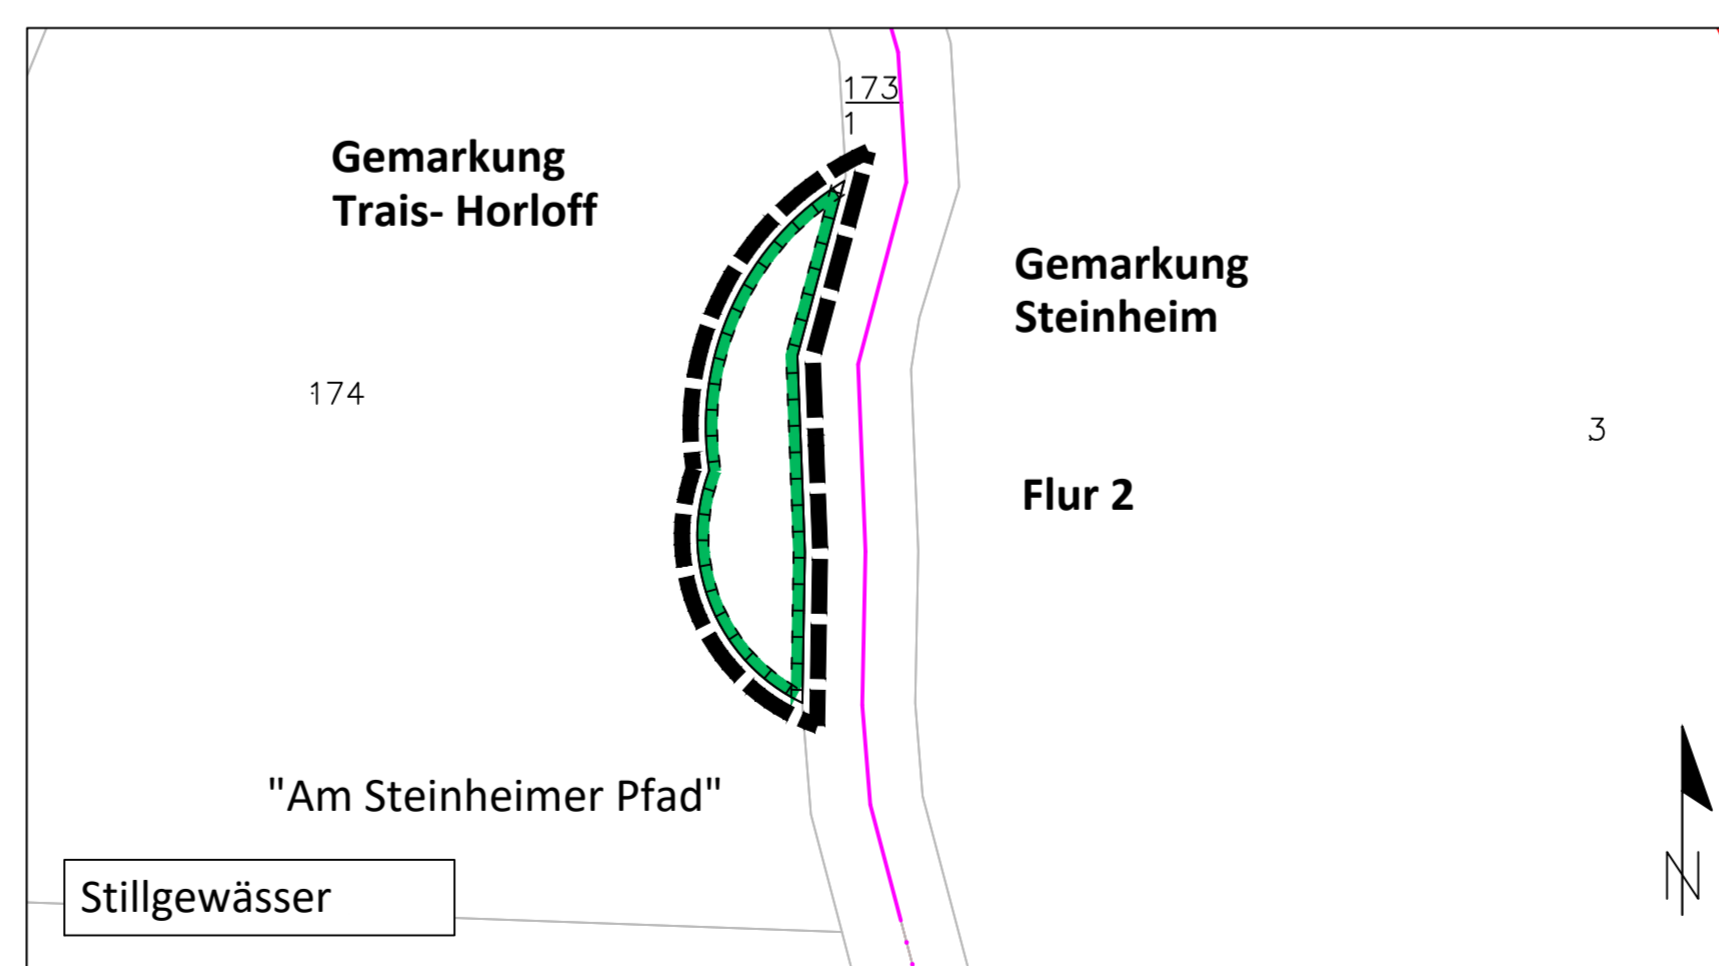 173
1
Gemarkung
Trais- Horloff
Gemarkung
Steinheim
174
3
Flur 2
"Am Steinheimer Pfad"
Stillgewässer
N